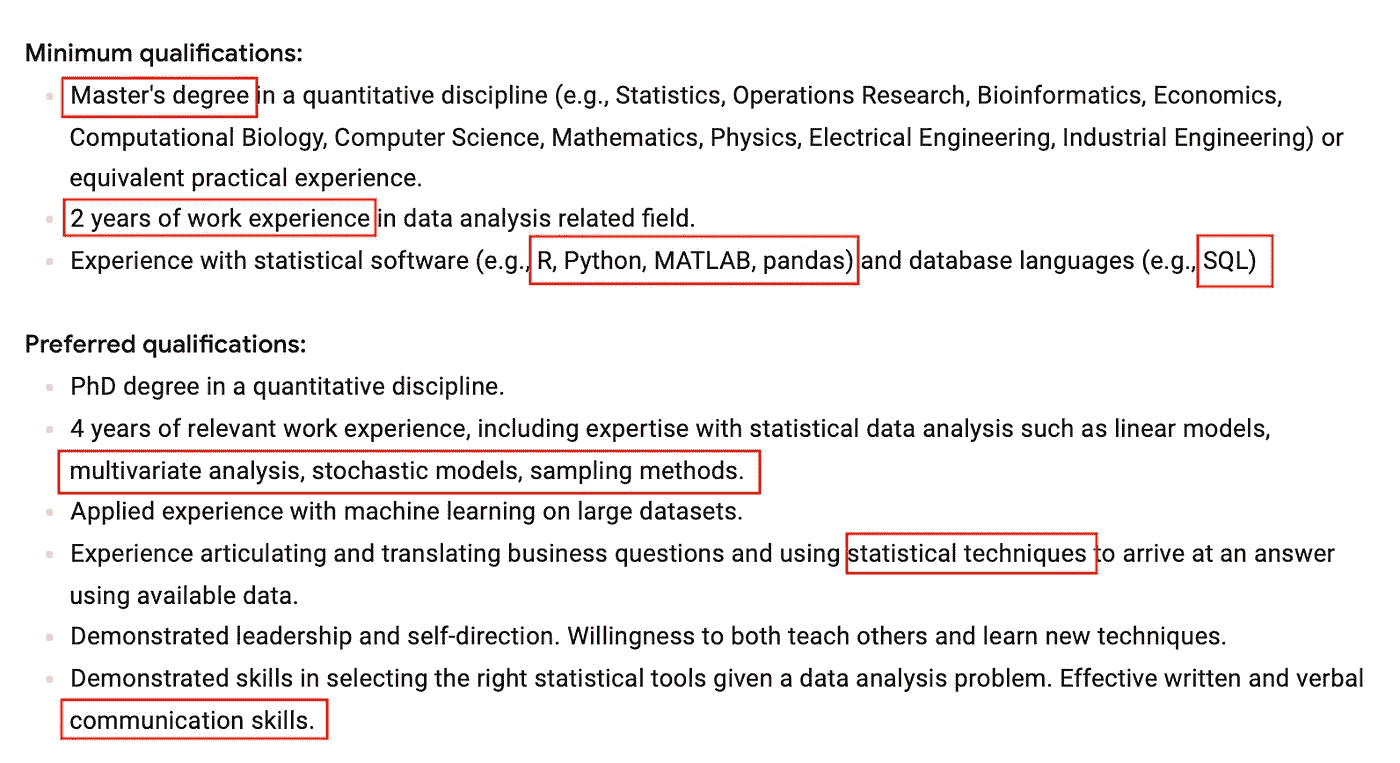 Minimum qualifications:
Master's degree in a quantitative discipline (e.g., Statistics, Operations Research, Bioinformatics, Economics,
Computational Biology, Computer Science, Mathematics, Physics, Electrical Engineering, Industrial Engineering) or
equivalent practical experience.
2 years of work experience in data analysis related field.
Experience with statistical software (e.g., R, Python, MATLAB, pandas) and database languages (e.g., SQL)
Preferred qualifications:
PhD degree in a quantitative discipline.
4 years of relevant work experience, including expertise with statistical data analysis such as linear models,
multivariate analysis, stochastic models, sampling methods.
Applied experience with machine learning on large datasets.
Experience articulating and translating business questions and using statistical techniques to arrive at an answer
using available data.
Demonstrated leadership and self-direction. Willingness to both teach others and learn new techniques.
Demonstrated skills in selecting the right statistical tools given a data analysis problem. Effective written and verbal
communication skills.